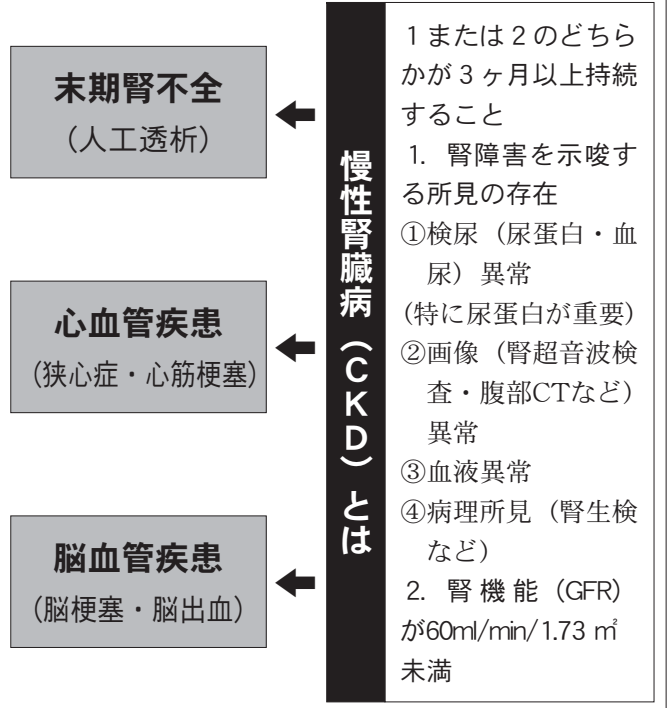 末期腎不全
（人工透析）
心血管疾患
（狭心症・心筋梗塞）
脳血管疾患
（脳梗塞・脳出血）
慢性腎臓病（ＣＫＤ）とは
1または2のどちら
かが3ヶ月以上持続
すること
1. 腎障害を示唆す
る所見の存在
①検尿（尿蛋白・血
尿）異常
(特に尿蛋白が重要)
②画像（腎超音波検
査・腹部CTなど）
異常
③血液異常
④病理所見（腎生検
など）
2. 腎機能（GFR）
が60ml/min/1.73㎡
未満